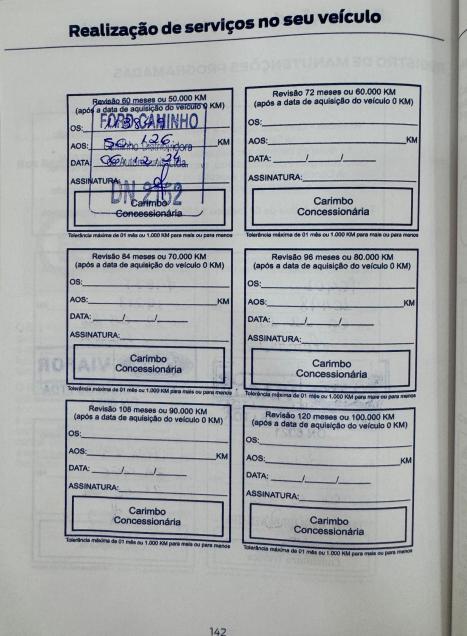 Realização de serviços no seu veículo
Revisão 60 meses ou 50.000 KM
(após a data de aquisição do veículo 0 KM)
FORD CAMINHO
OS:
AOS: 50.126 KM
Distribuidora
DATA 06 12 24
ASSINATURA:
DN 2152
Carimbo
Concessionária
Tolerância máxima de 01 mês ou 1.000 KM para mais ou para menos
Revisão 72 meses ou 60.000 KM
(após a data de aquisição do veículo 0 KM)
OS:
AOS: KM
DATA: / /
ASSINATURA:
Carimbo
Concessionária
Tolerância máxima de 01 mês ou 1.000 KM para mais ou para menos
Revisão 84 meses ou 70.000 KM
(após a data de aquisição do veículo 0 KM)
OS:
AOS: KM
DATA: / /
ASSINATURA:
Carimbo
Concessionária
Tolerância máxima de 01 mês ou 1.000 KM para mais ou para menos
Revisão 96 meses ou 80.000 KM
(após a data de aquisição do veículo 0 KM)
OS:
AOS: KM
DATA: / /
ASSINATURA:
Carimbo
Concessionária
Tolerância máxima de 01 mês ou 1.000 KM para mais ou para menos
Revisão 108 meses ou 90.000 KM
(após a data de aquisição do veículo 0 KM)
OS:
AOS: KM
DATA: / /
ASSINATURA:
Carimbo
Concessionária
Tolerância máxima de 01 mês ou 1.000 KM para mais ou para menos
Revisão 120 meses ou 100.000 KM
(após a data de aquisição do veículo 0 KM)
OS:
AOS: KM
DATA: / /
ASSINATURA:
Carimbo
Concessionária
Tolerância máxima de 01 mês ou 1.000 KM para mais ou para menos
142